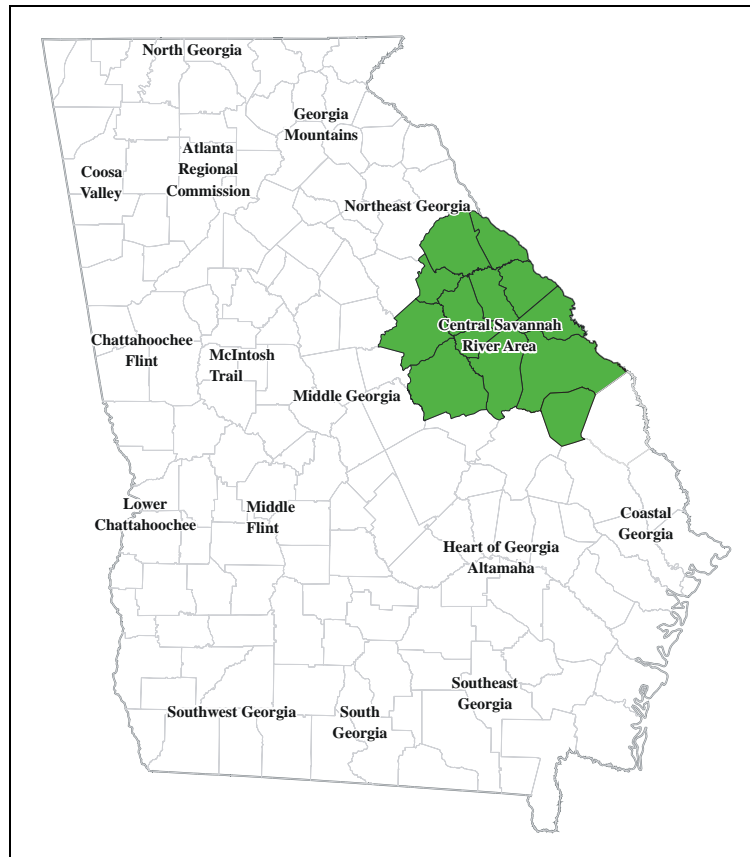 North Georgia
Georgia
Mountains
Atlanta
Regional
Commission
Coosa
Valley
Northeast Georgia
Central Savannah
River Area
Chattahoochee
Flint
McIntosh
Trail
Middle Georgia
Lower
Chattahoochee
Middle
Flint
Coastal
Georgia
Heart of Georgia
Altamaha
Southeast
Georgia
Southwest Georgia
South
Georgia